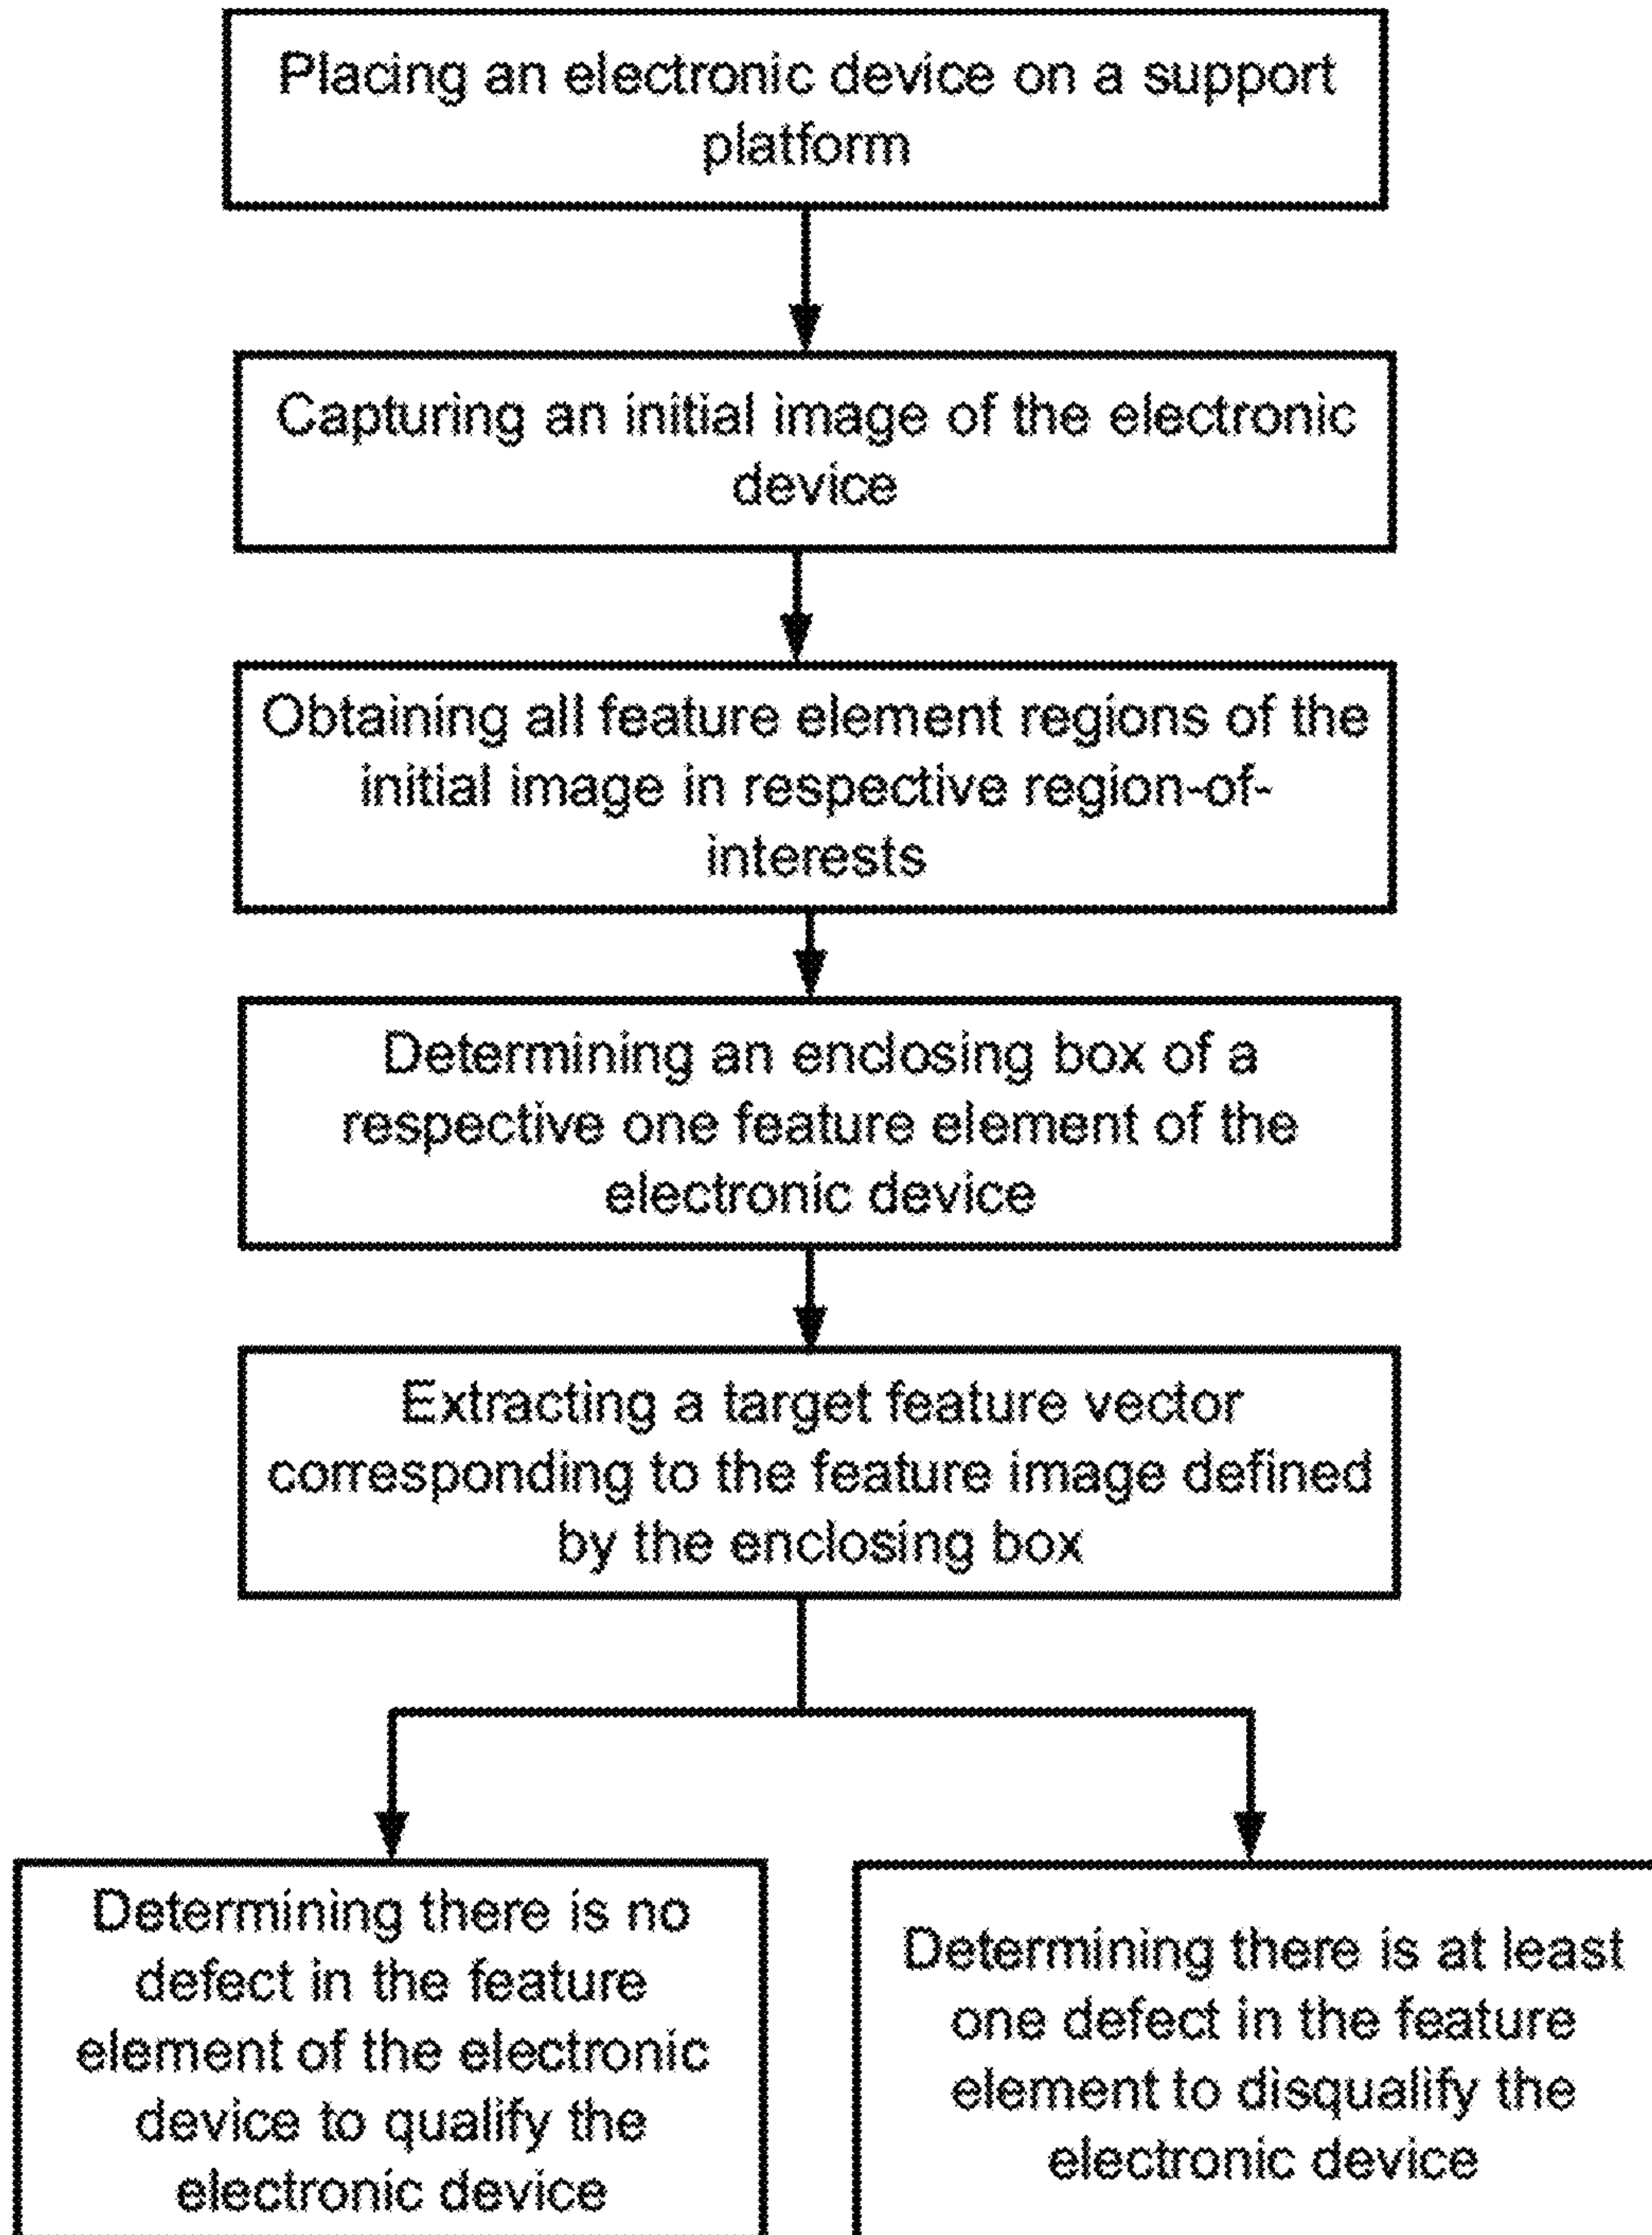 Placing an electronic device on a support
platform
Capturing an initial image of the electronic
device
Obtaining all feature element regions of the
initial image in respective region-of-
interests
Determining an enclosing box of a
respective one feature element of the
electronic device
Extracting a target feature vector
corresponding to the feature image defined
by the enclosing box
Determining there is no
defect in the feature
element of the electronic
device to qualify the
electronic device
Determining there is at least
one defect in the feature
element to disqualify the
electronic device